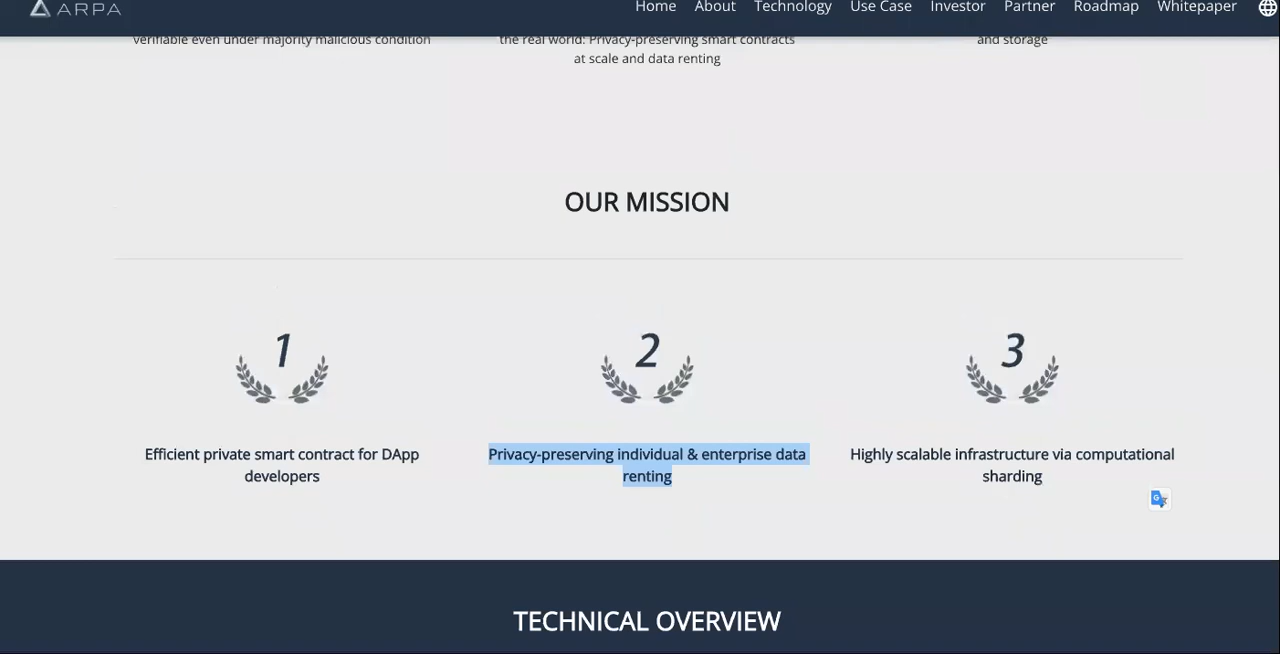 ARPA
Home About Technology Use Case Investor Partner Roadmap Whitepaper
verifiable even under majority malicious condition
the real world: Privacy-preserving smart contracts
at scale and data renting
and storage
OUR MISSION
1
2
3
Efficient private smart contract for DApp
developers
Privacy-preserving individual & enterprise data
renting
Highly scalable infrastructure via computational
sharding
G
TECHNICAL OVERVIEW